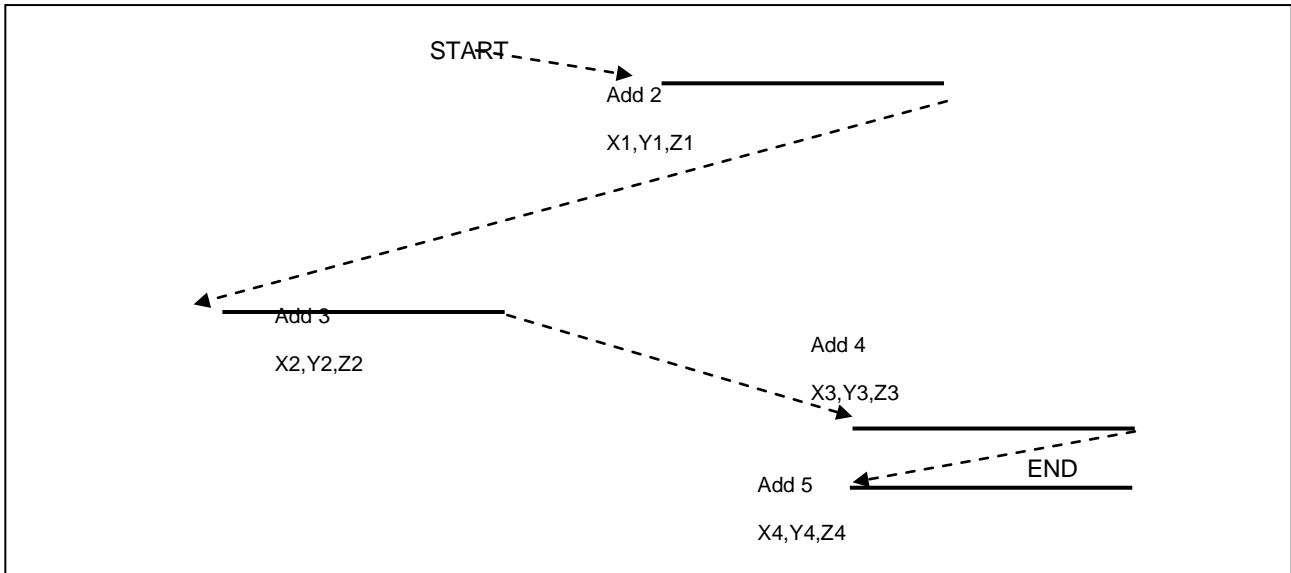 START
Add 2
X1,Y1,Z1
Add 3
X2,Y2,Z2
Add 4
X3,Y3,Z3
END
Add 5
X4,Y4,Z4